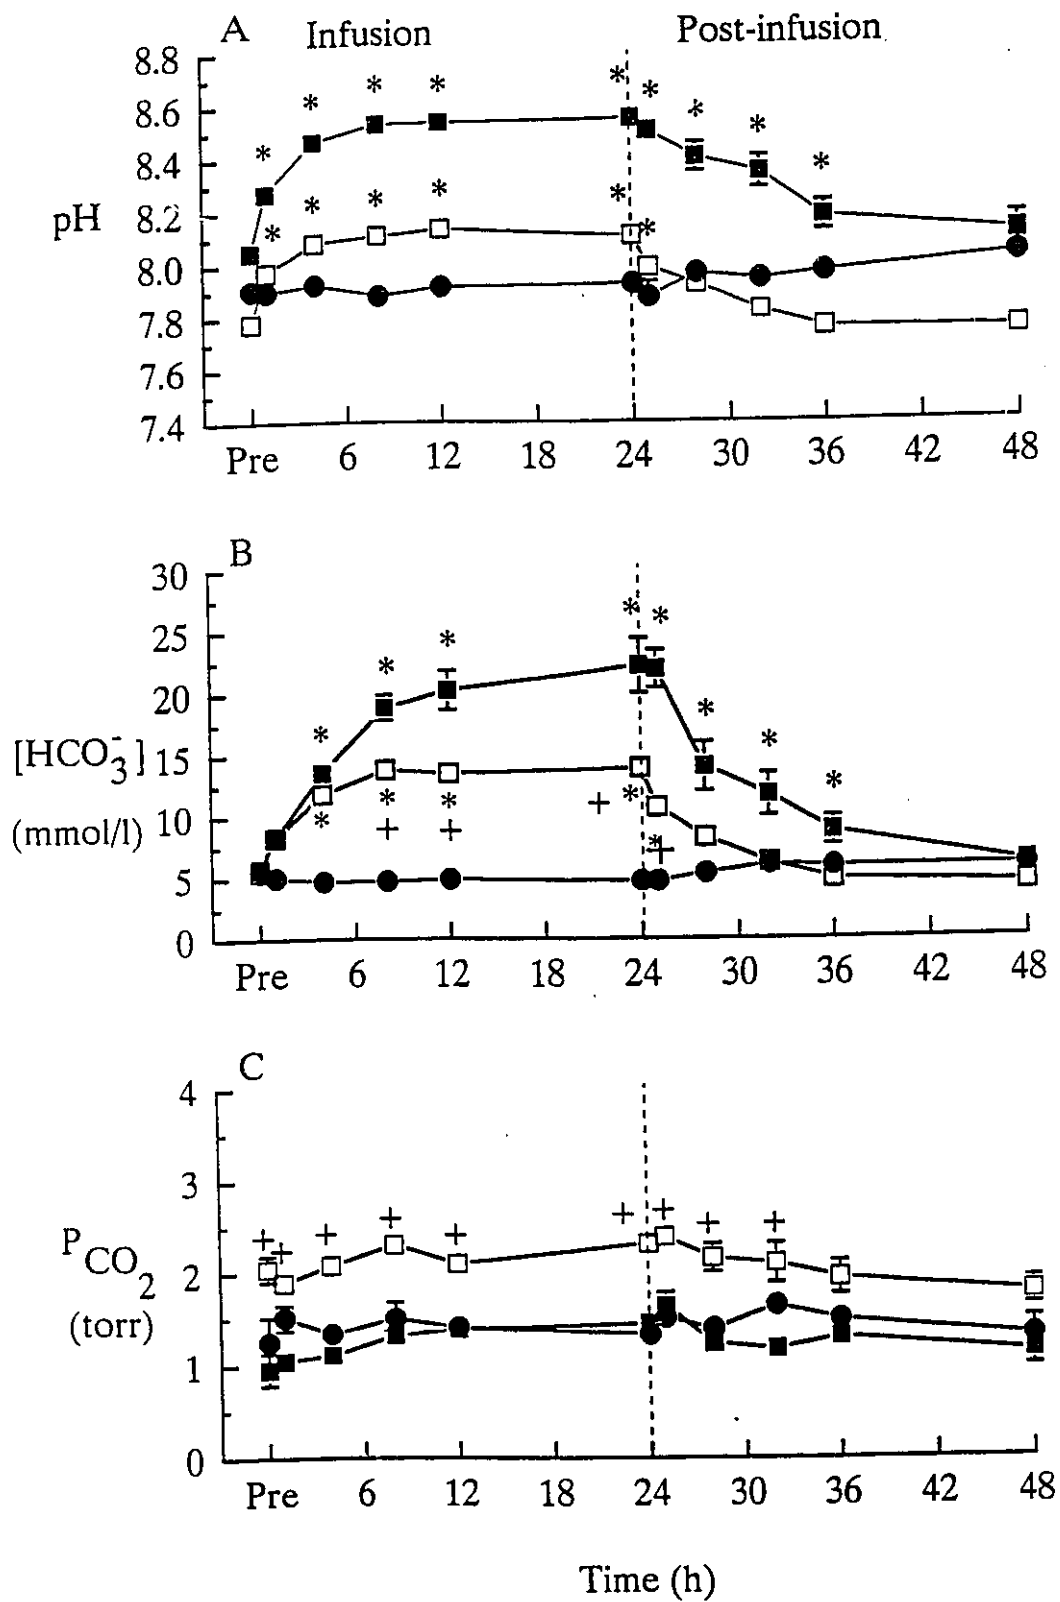 A Infusion Post-infusion
8.8
8.6
8.4
pH 8.2
8.0
7.8
7.6
7.4
Pre 6 12 18 24 30 36 42 48
B
30
25
20
[HCO3-] 15
(mmol/l) 10
5
0
Pre 6 12 18 24 30 36 42 48
C
4
3
PCO2 2
(torr)
1
0
Pre 6 12 18 24 30 36 42 48
Time (h)